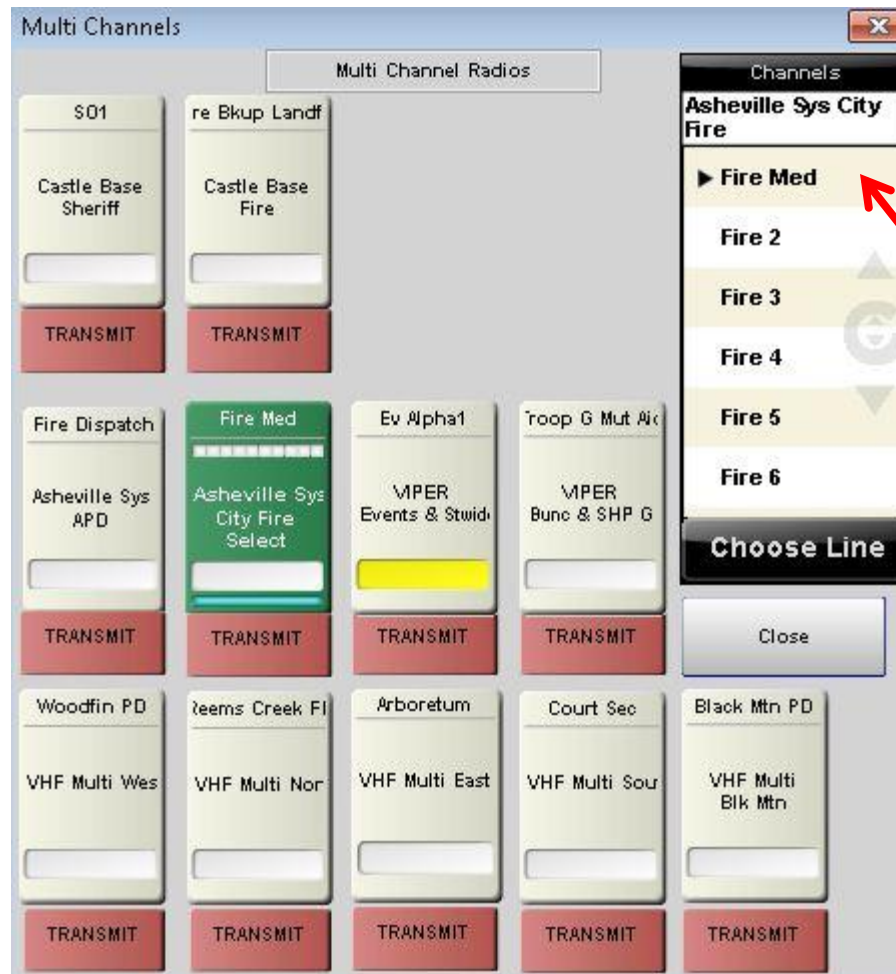 Multi Channels
Multi Channel Radios
SO1
Castle Base
Sheriff
TRANSMIT
re Bkup Landf
Castle Base
Fire
TRANSMIT
Fire Dispatch
Asheville Sys
APD
TRANSMIT
Fire Med
Asheville Sys
City Fire
Select
TRANSMIT
Ev Alpha1
VIPER
Events & Stwid
TRANSMIT
Troop G Mut Aid
VIPER
Bunc & SHP G
TRANSMIT
Woodfin PD
VHF Multi Wes
TRANSMIT
Reems Creek FI
VHF Multi Nor
TRANSMIT
Arboretum
VHF Multi East
TRANSMIT
Court Sec
VHF Multi Sou
TRANSMIT
Black Mtn PD
VHF Multi
Blk Mtn
TRANSMIT
Channels
Asheville Sys City
Fire
Fire Med
Fire 2
Fire 3
Fire 4
Fire 5
Fire 6
Choose Line
Close